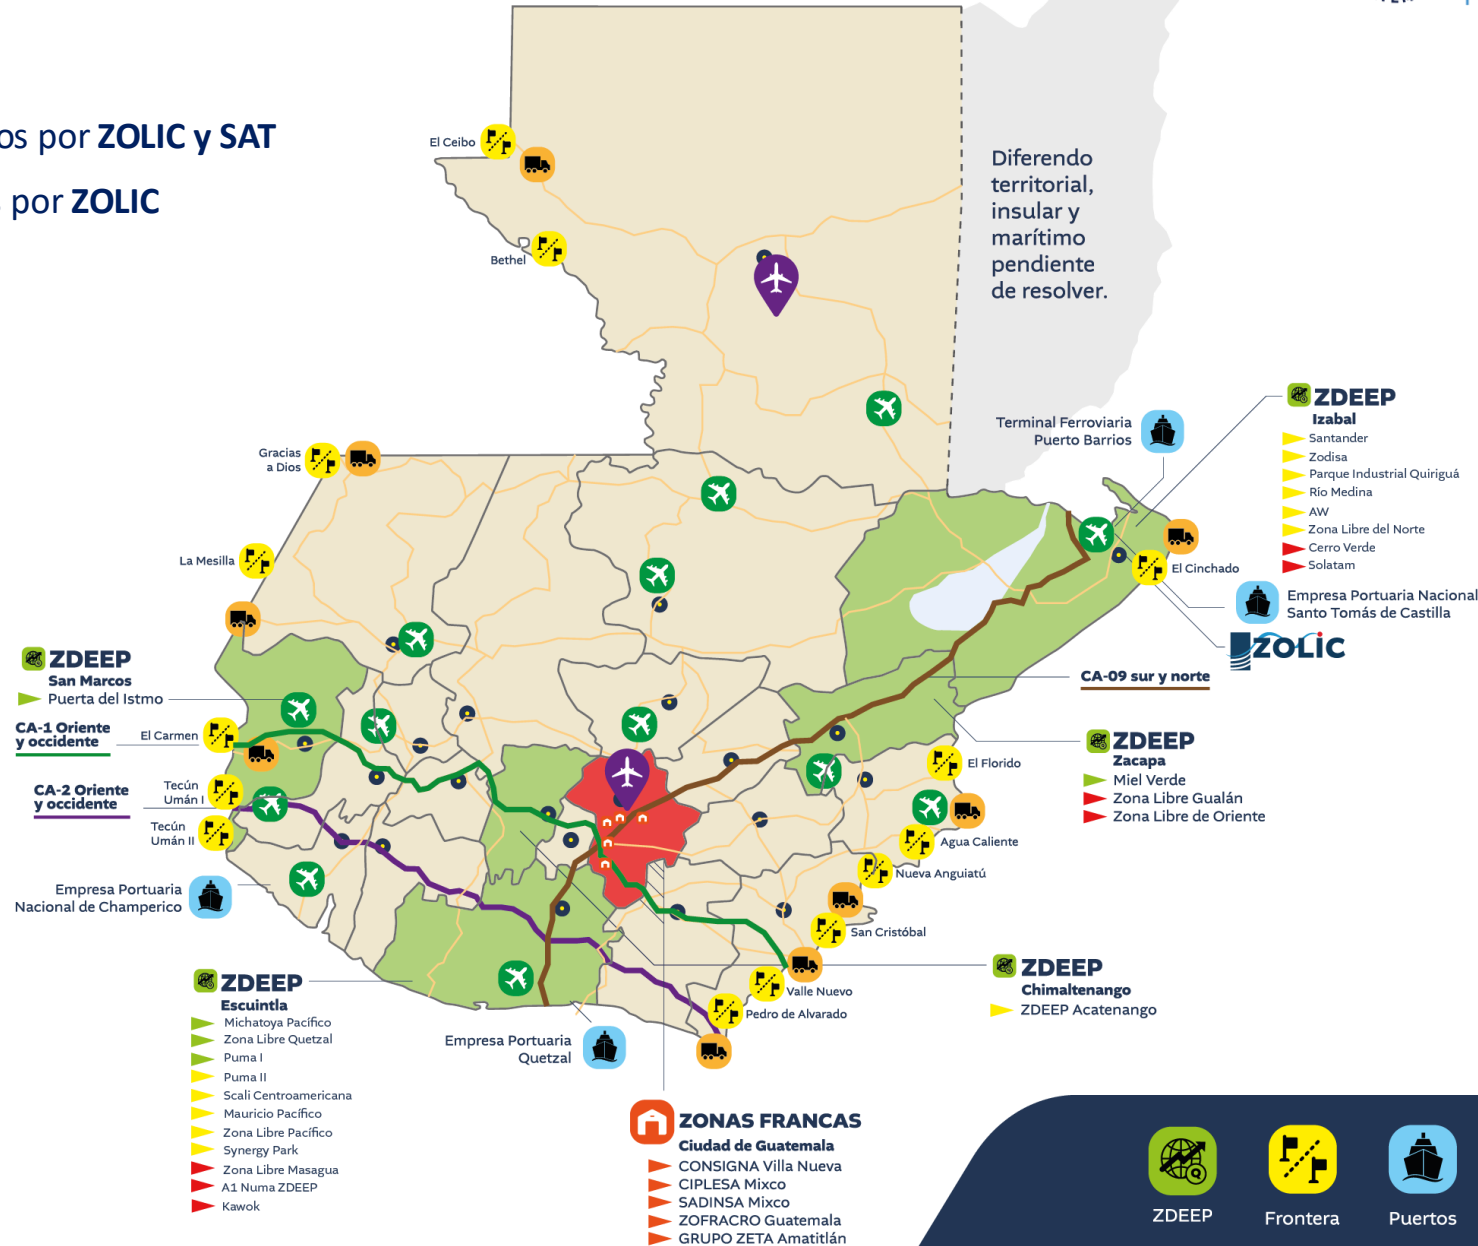 os por ZOLIC y SAT
por ZOLIC
El Ceibo
Bethel
Diferendo
territorial,
insular y
marítimo
pendiente
de resolver.
Gracias
a Dios
La Mesilla
Terminal Ferroviaria
Puerto Barrios
ZDEEP
Izabal
Santander
Zodisa
Parque Industrial Quiriguá
Río Medina
AW
Zona Libre del Norte
Cerro Verde
Solatam
El Cinchado
Empresa Portuaria Nacional
Santo Tomás de Castilla
ZOLIC
CA-09 sur y norte
ZDEEP
San Marcos
Puerta del Istmo
CA-1 Oriente
y occidente
El Carmen
CA-2 Oriente
y occidente
Tecún
Umán I
Tecún
Umán II
Empresa Portuaria
Nacional de Champerico
ZDEEP
Zacapa
Miel Verde
Zona Libre Gualán
Zona Libre de Oriente
El Florido
Agua Caliente
Nueva Anguiatú
San Cristóbal
Valle Nuevo
Pedro de Alvarado
ZDEEP
Chimaltenango
ZDEEP Acatenango
ZDEEP
Escuintla
Michatoya Pacífico
Zona Libre Quetzal
Puma I
Puma II
Scali Centroamericana
Mauricio Pacífico
Zona Libre Pacífico
Synergy Park
Zona Libre Masagua
A1 Numa ZDEEP
Kawok
Empresa Portuaria
Quetzal
ZONAS FRANCAS
Ciudad de Guatemala
CONSIGNA Villa Nueva
CIPLESA Mixco
SADINSA Mixco
ZOFRACRO Guatemala
GRUPO ZETA Amatitlán
ZDEEP
Frontera
Puertos